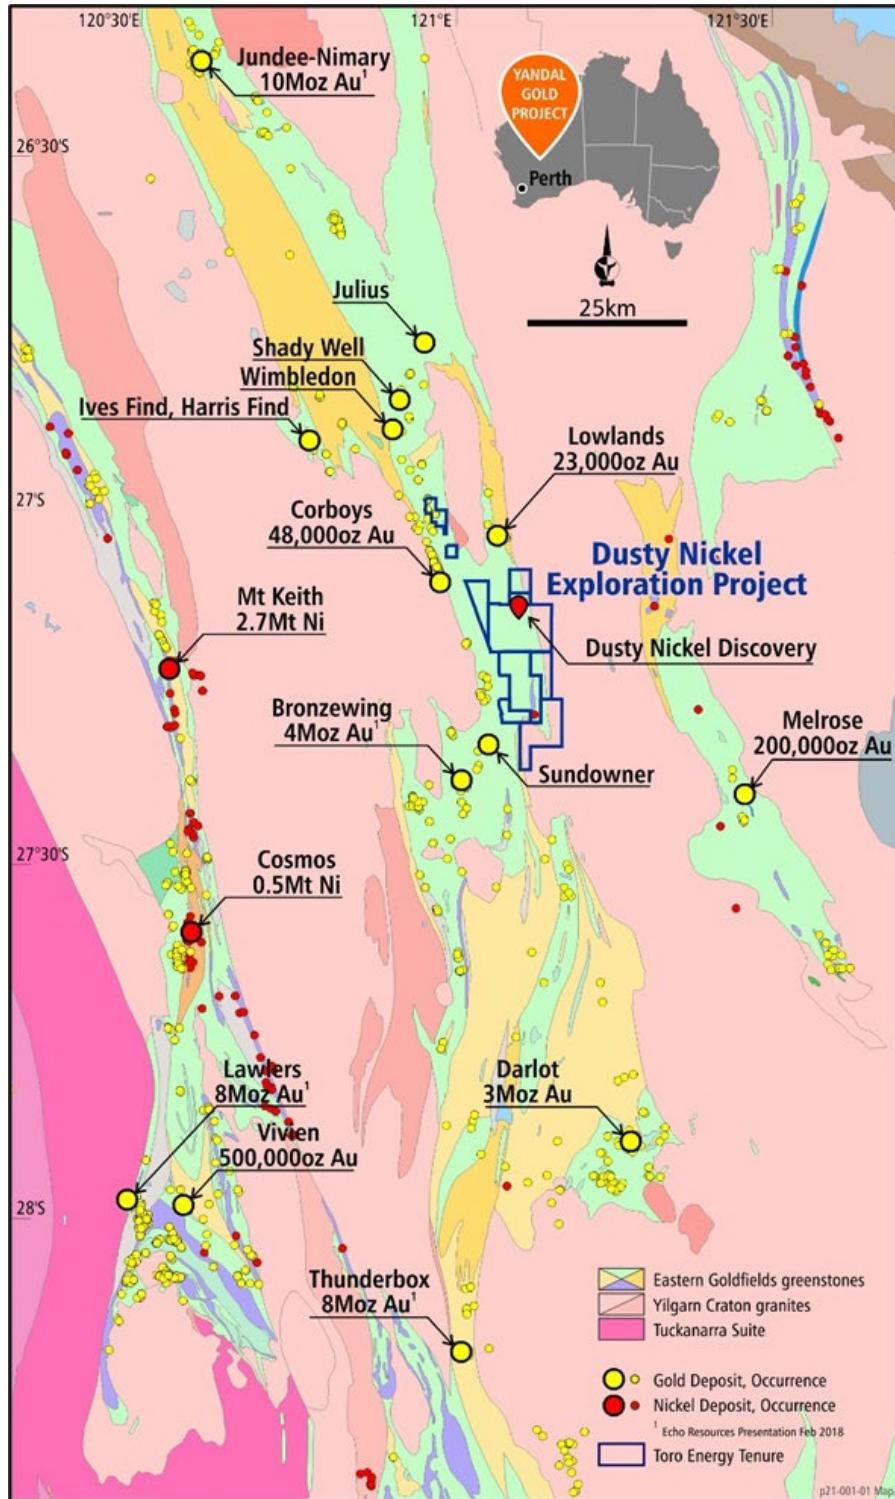 120°30'E
121°E
121°30'E
Jundee-Nimary
10Moz Au¹
YANDAL
GOLD
PROJECT
26°30'S
Perth
25km
Julius
Shady Well
Wimbledon
Ives Find, Harris Find
Lowlands
23,000oz Au
27°S
Corboys
48,000oz Au
Dusty Nickel
Exploration Project
Mt Keith
2.7Mt Ni
Dusty Nickel Discovery
Bronzewing
4Moz Au¹
Melrose
200,000oz Au
Sundowner
27°30'S
Cosmos
0.5Mt Ni
Lawlers
8Moz Au¹
Darlot
3Moz Au
Vivien
500,000oz Au
28°S
Thunderbox
8Moz Au¹
Eastern Goldfields greenstones
Yilgarn Craton granites
Tuckanarra Suite
Gold Deposit, Occurrence
Nickel Deposit, Occurrence
¹ Echo Resources Presentation Feb 2018
Toro Energy Tenure
p21-001-01 Map